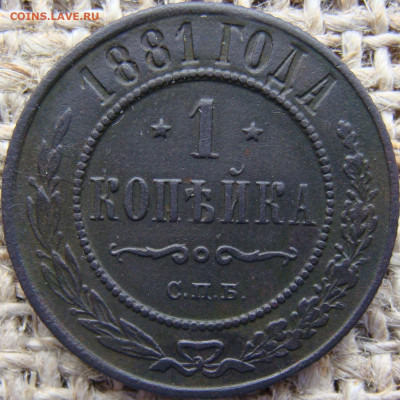 COINS.LAVE.RU
1881 ГОДА
1
КОПѢЙКА
С.П.Б.